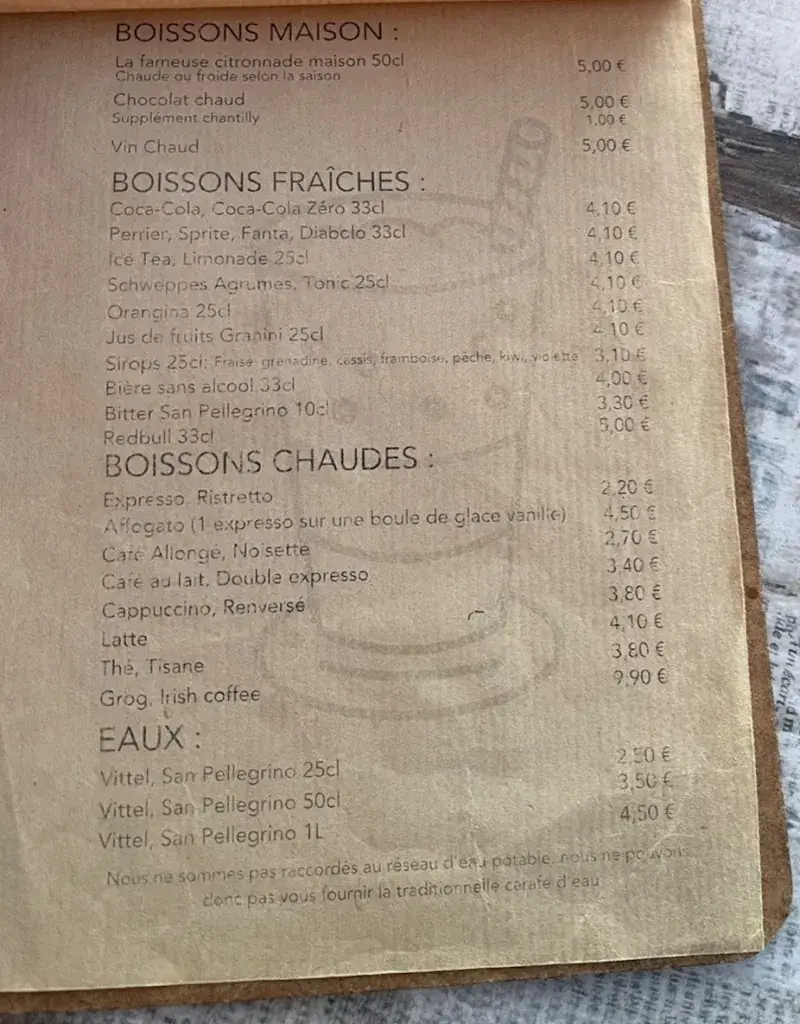 BOISSONS MAISON :
La fameuse citronnade maison 50cl 5,00 €
Chaude ou froide selon la saison
Chocolat chaud 5,00 €
Supplément chantilly 1,00 €
Vin Chaud 5,00 €
BOISSONS FRAÎCHES :
Coca-Cola, Coca-Cola Zéro 33cl 4,10 €
Perrier, Sprite, Fanta, Diabolo 33cl 4,10 €
Ice Tea, Limonade 25cl 4,10 €
Schweppes Agrumes, Tonic 25cl 4,10 €
Orangina 25cl 4,10 €
Jus de fruits Granini 25cl 4,10 €
Sirops 25cl: Fraise, grenadine, cassis, framboise, pêche, kiwi, violette 3,10 €
Bière sans alcool 33cl 4,00 €
Bitter San Pellegrino 10cl 3,30 €
Redbull 33cl 5,00 €
BOISSONS CHAUDES :
Expresso, Ristretto 2,20 €
Affogato (1 expresso sur une boule de glace vanille) 4,50 €
Café Allongé, Noisette 2,70 €
Café au lait, Double expresso 3,40 €
Cappuccino, Renversé 3,80 €
Latte 4,10 €
Thé, Tisane 3,80 €
Grog, Irish coffee 9,90 €
EAUX :
Vittel, San Pellegrino 25cl 2,50 €
Vittel, San Pellegrino 50cl 3,50 €
Vittel, San Pellegrino 1L 4,50 €
Nous ne sommes pas raccordés au réseau d'eau potable, nous ne pouvons
donc pas vous fournir la traditionnelle carafe d'eau